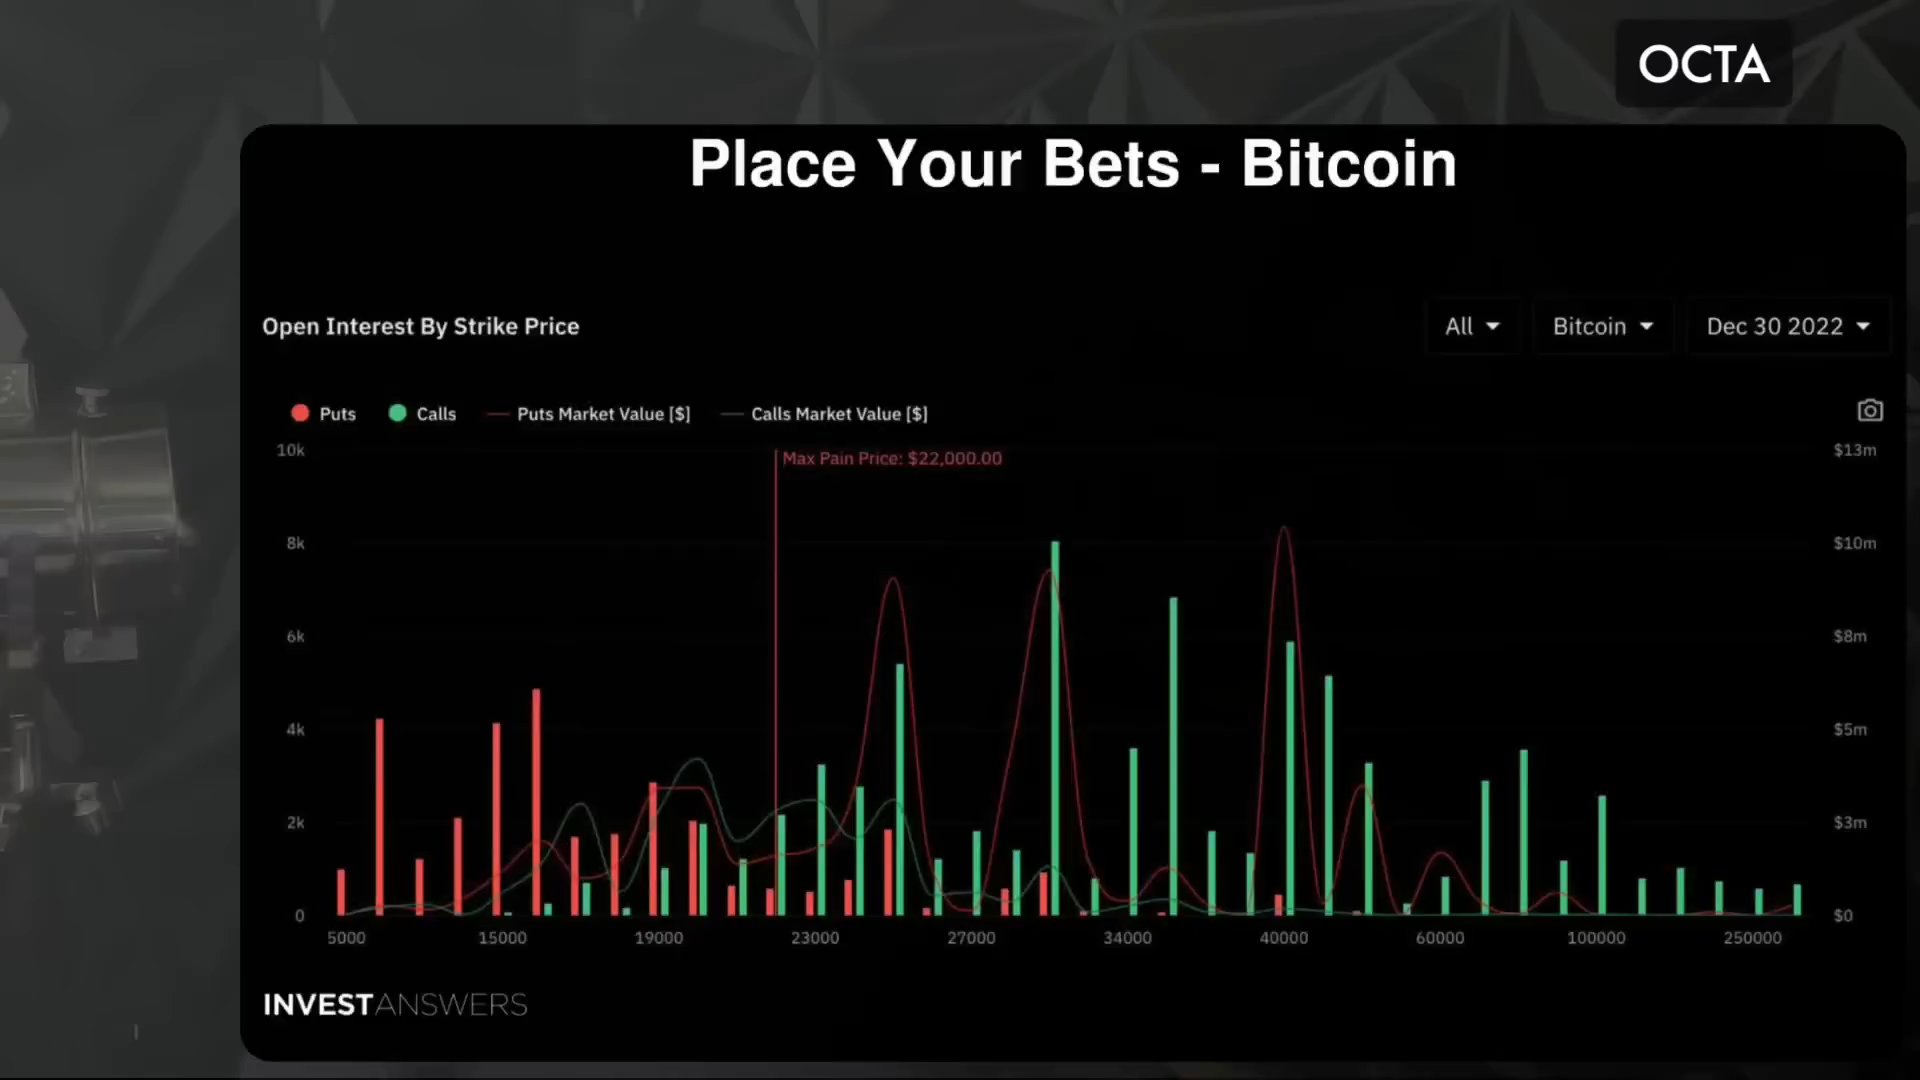 OCTA
Place Your Bets - Bitcoin
Open Interest By Strike Price
All
Bitcoin
Dec 30 2022
Puts
Calls
Puts Market Value [$]
Calls Market Value [$]
Max Pain Price: $22,000.00
10k
8k
6k
4k
2k
0
$13m
$10m
$8m
$5m
$3m
$0
5000 15000 19000 23000 27000 34000 40000 60000 100000 250000
INVESTANSWERS